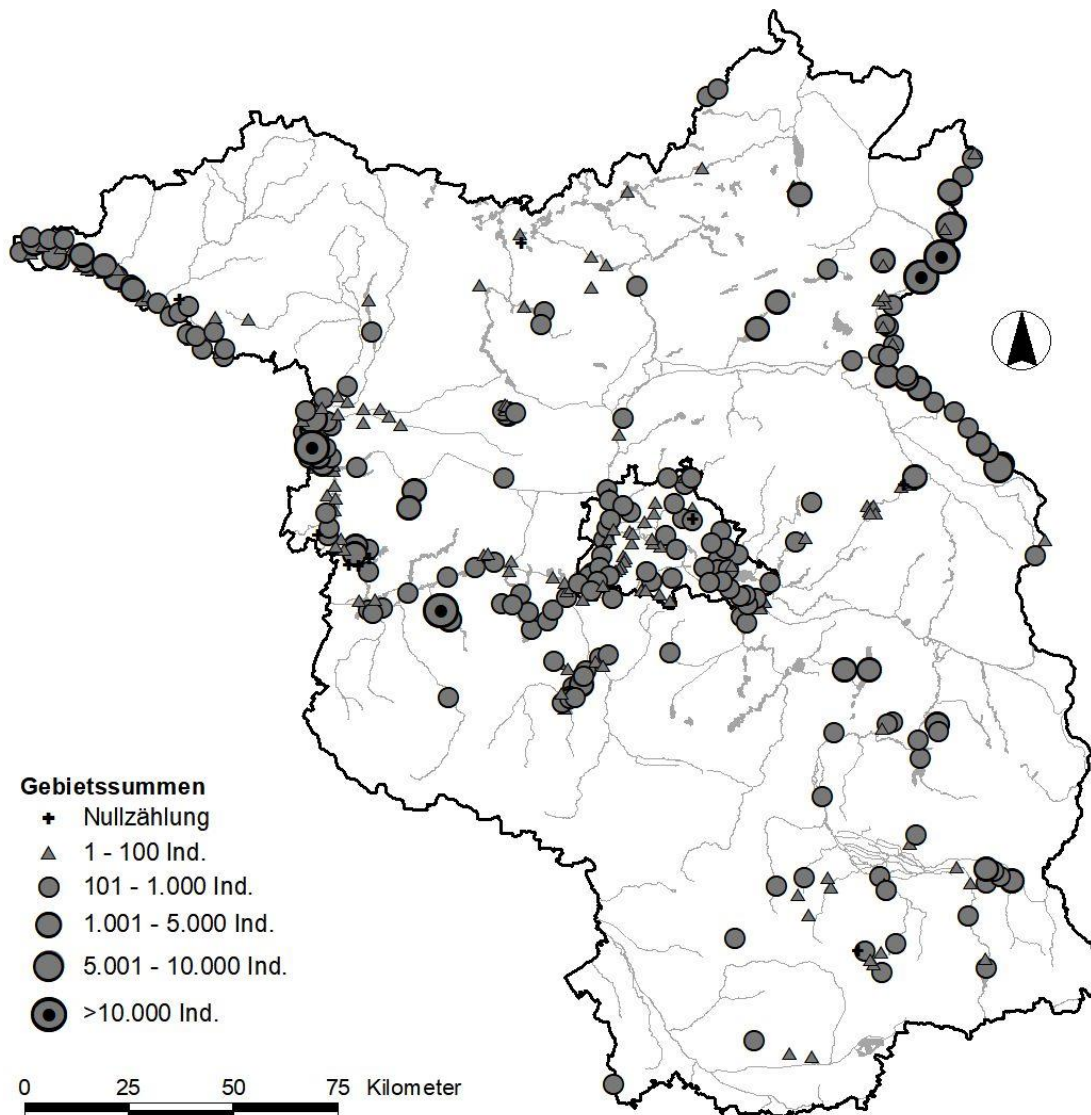 Gebietssummen
Nullzählung
1 - 100 Ind.
101 - 1.000 Ind.
1.001 - 5.000 Ind.
5.001 - 10.000 Ind.
>10.000 Ind.
0 25 50 75 Kilometer